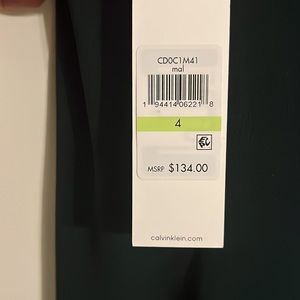 CD0C1M41
mal
1 94414 06221 8
4
MSRP $134.00
calvinklein.com